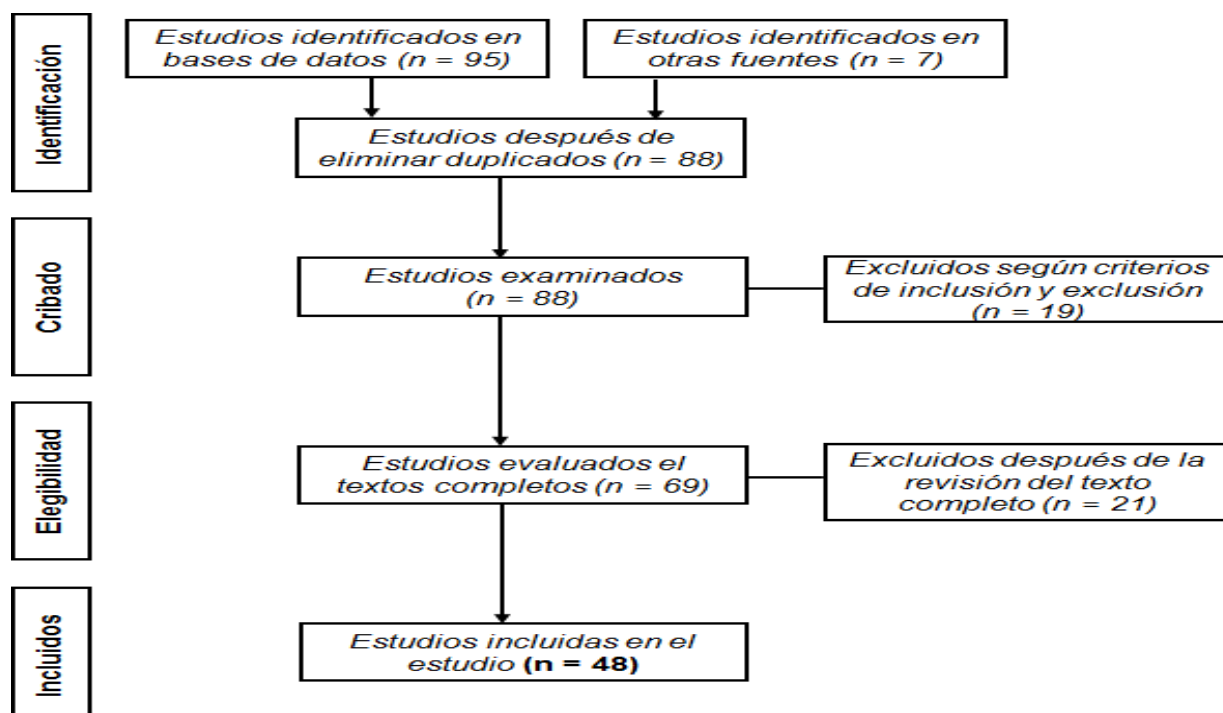 Identificación
Estudios identificados en
bases de datos (n = 95)
Estudios identificados en
otras fuentes (n = 7)
Estudios después de
eliminar duplicados (n = 88)
Cribado
Estudios examinados
(n = 88)
Excluidos según criterios
de inclusión y exclusión
(n = 19)
Elegibilidad
Estudios evaluados el
textos completos (n = 69)
Excluidos después de la
revisión del texto
completo (n = 21)
Incluidos
Estudios incluidas en el
estudio (n = 48)